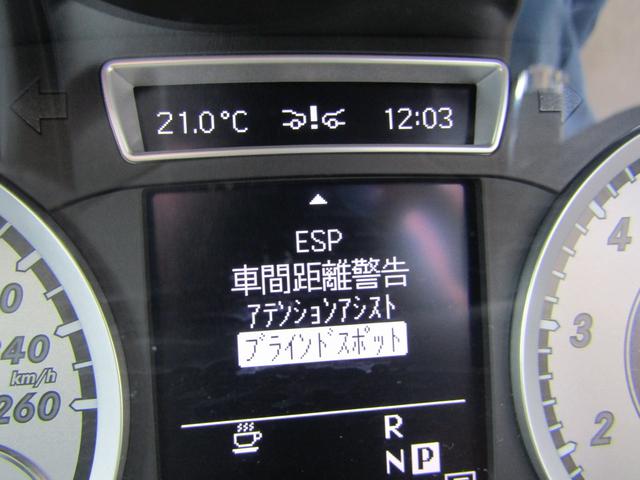 21.0°C 12:03
ESP
車間距離警告
アテンションアシスト
ブラインドスポット
R
N P
40
km/h
260
4
3
2